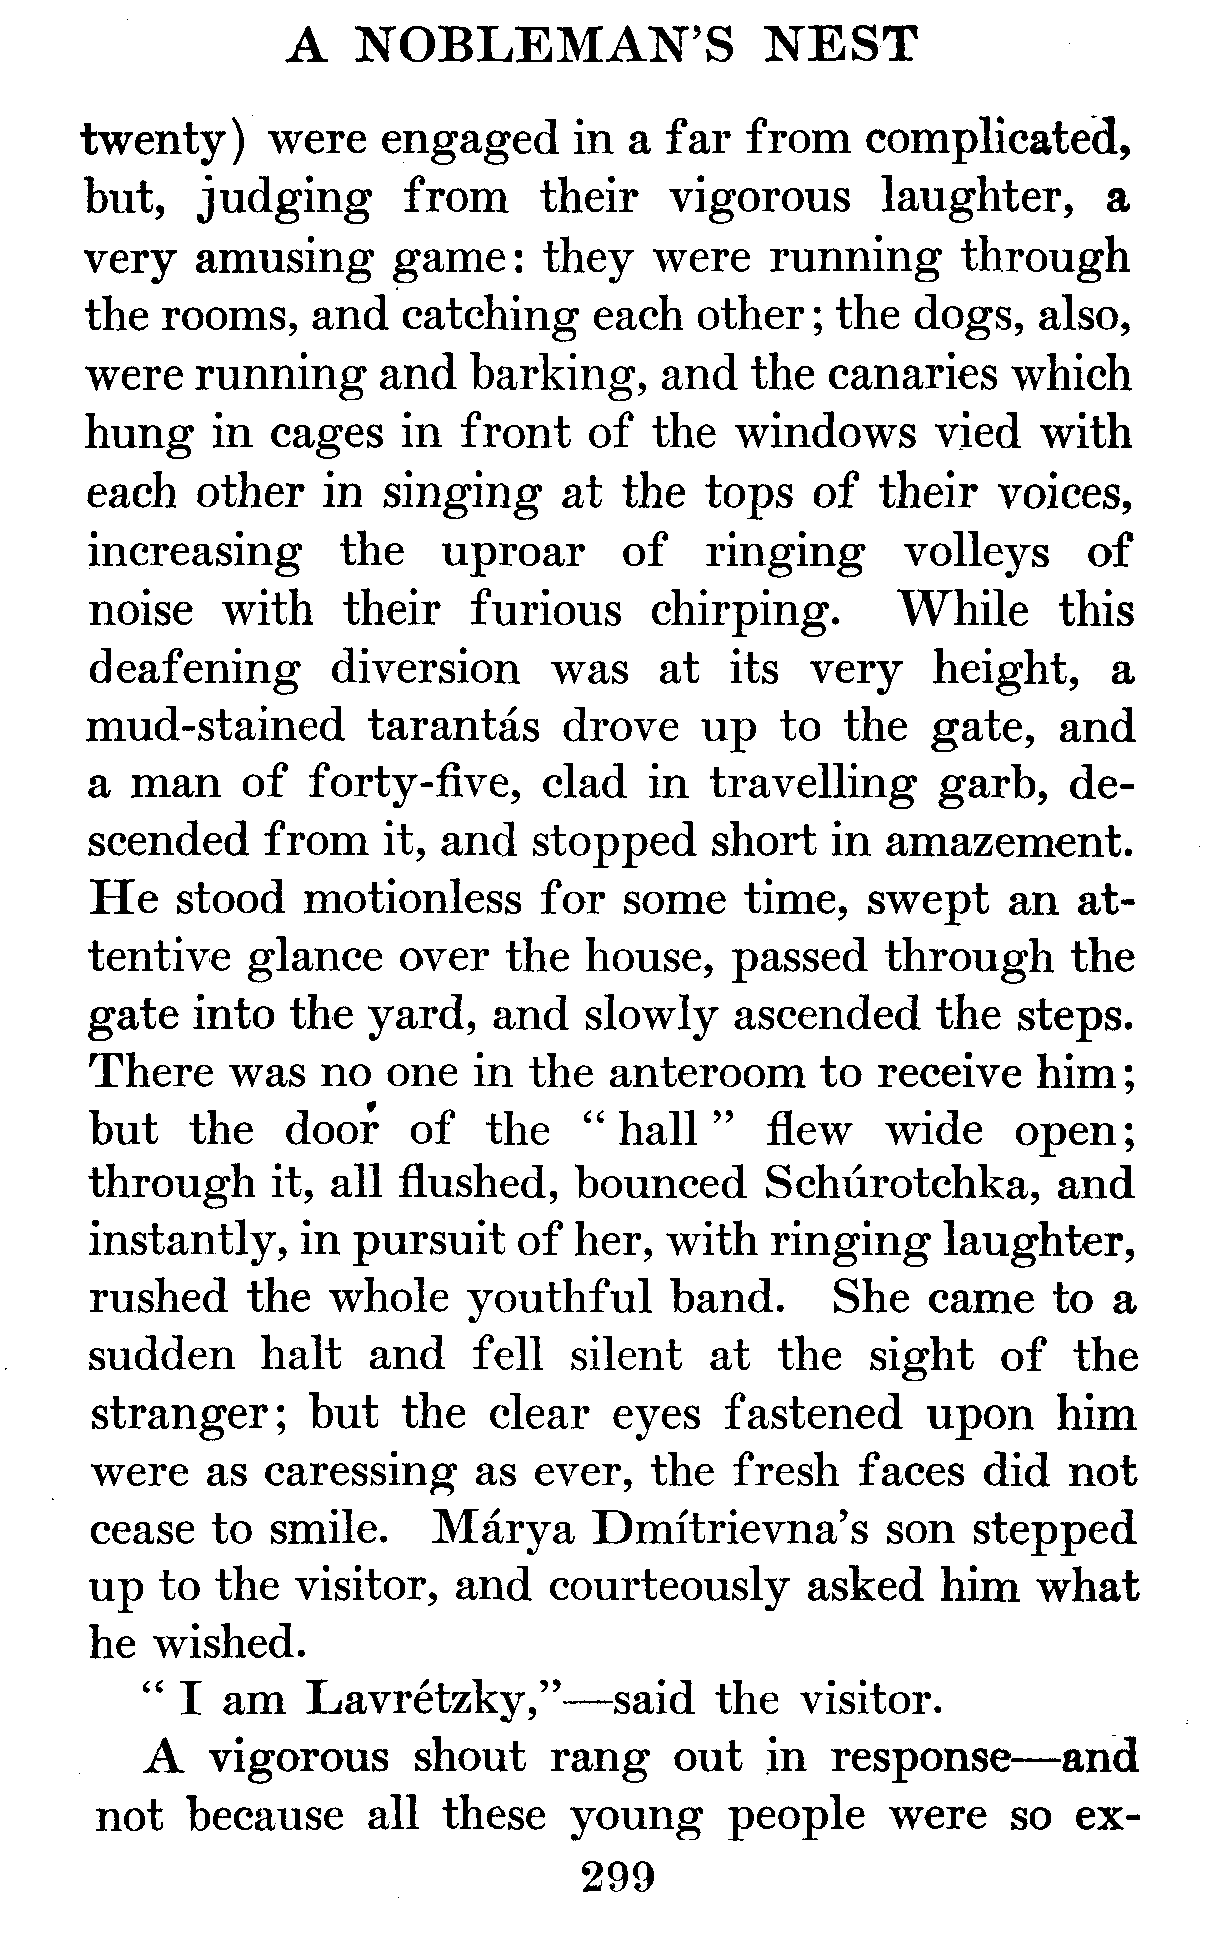 A NOBLEMAN'S NEST
twenty) were engaged in a far from complicated,
but, judging from their vigorous laughter, a
very amusing game: they were running through
the rooms, and catching each other; the dogs, also,
were running and barking, and the canaries which
hung in cages in front of the windows vied with
each other in singing at the tops of their voices,
increasing the uproar of ringing volleys of
noise with their furious chirping. While this
deafening diversion was at its very height, a
mud-stained tarantás drove up to the gate, and
a man of forty-five, clad in travelling garb, de-
scended from it, and stopped short in amazement.
He stood motionless for some time, swept an at-
tentive glance over the house, passed through the
gate into the yard, and slowly ascended the steps.
There was no one in the anteroom to receive him;
but the door of the "hall" flew wide open;
through it, all flushed, bounced Schúrotchka, and
instantly, in pursuit of her, with ringing laughter,
rushed the whole youthful band. She came to a
sudden halt and fell silent at the sight of the
stranger; but the clear eyes fastened upon him
were as caressing as ever, the fresh faces did not
cease to smile. Márya Dmítrievna's son stepped
up to the visitor, and courteously asked him what
he wished.
"I am Lavrétzky,"—said the visitor.
A vigorous shout rang out in response—and
not because all these young people were so ex-
299